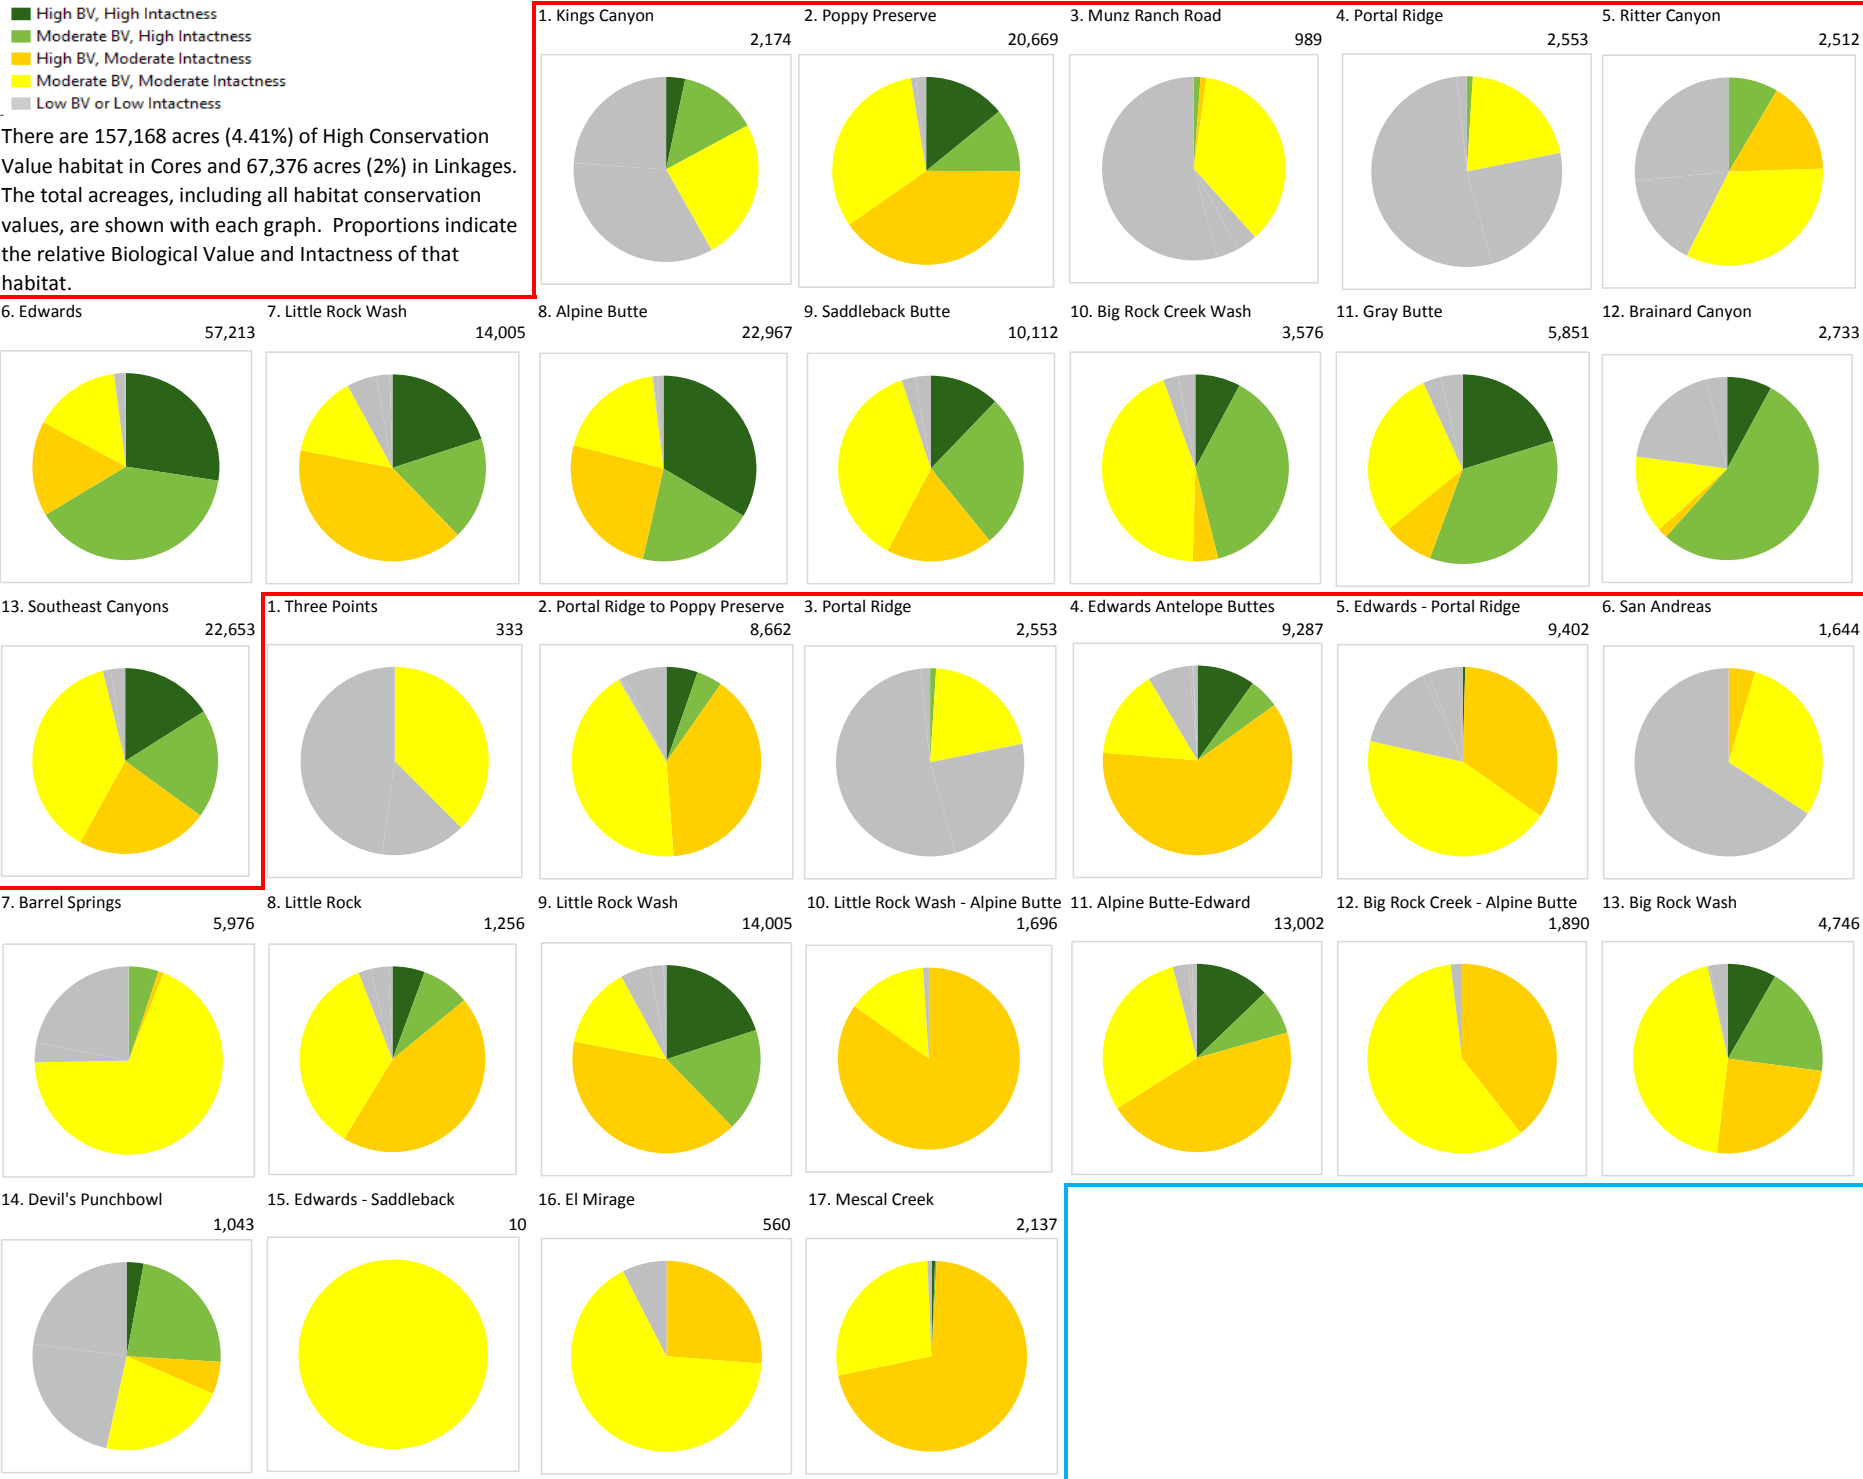 High BV, High Intactness
Moderate BV, High Intactness
High BV, Moderate Intactness
Moderate BV, Moderate Intactness
Low BV or Low Intactness
There are 157,168 acres (4.41%) of High Conservation
Value habitat in Cores and 67,376 acres (2%) in Linkages.
The total acreages, including all habitat conservation
values, are shown with each graph. Proportions indicate
the relative Biological Value and Intactness of that
habitat.
1. Kings Canyon
2,174
2. Poppy Preserve
20,669
3. Munz Ranch Road
989
4. Portal Ridge
2,553
5. Ritter Canyon
2,512
6. Edwards
57,213
7. Little Rock Wash
14,005
8. Alpine Butte
22,967
9. Saddleback Butte
10,112
10. Big Rock Creek Wash
3,576
11. Gray Butte
5,851
12. Brainard Canyon
2,733
13. Southeast Canyons
22,653
1. Three Points
333
2. Portal Ridge to Poppy Preserve
8,662
3. Portal Ridge
2,553
4. Edwards Antelope Buttes
9,287
5. Edwards - Portal Ridge
9,402
6. San Andreas
1,644
7. Barrel Springs
5,976
8. Little Rock
1,256
9. Little Rock Wash
14,005
10. Little Rock Wash - Alpine Butte
1,696
11. Alpine Butte-Edward
13,002
12. Big Rock Creek - Alpine Butte
1,890
13. Big Rock Wash
4,746
14. Devil's Punchbowl
1,043
15. Edwards - Saddleback
10
16. El Mirage
560
17. Mescal Creek
2,137